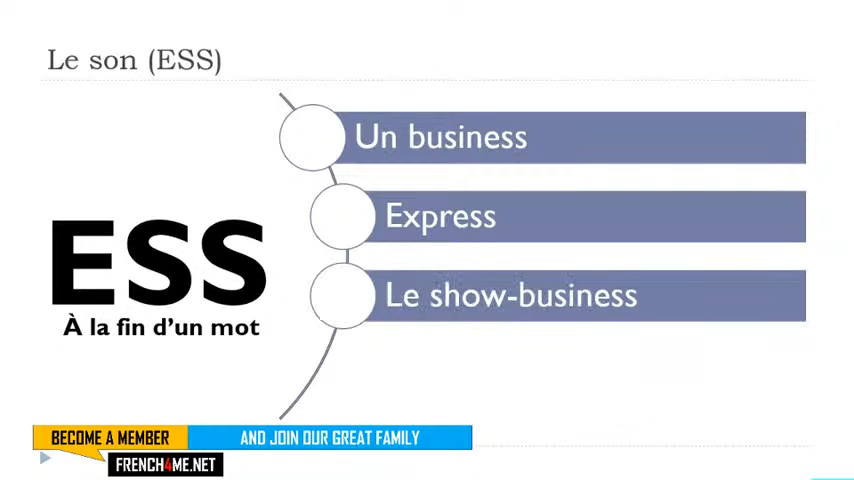 Le son (ESS)
Un business
Express
Le show-business
ESS
À la fin d'un mot
BECOME A MEMBER
AND JOIN OUR GREAT FAMILY
FRENCH4ME.NET